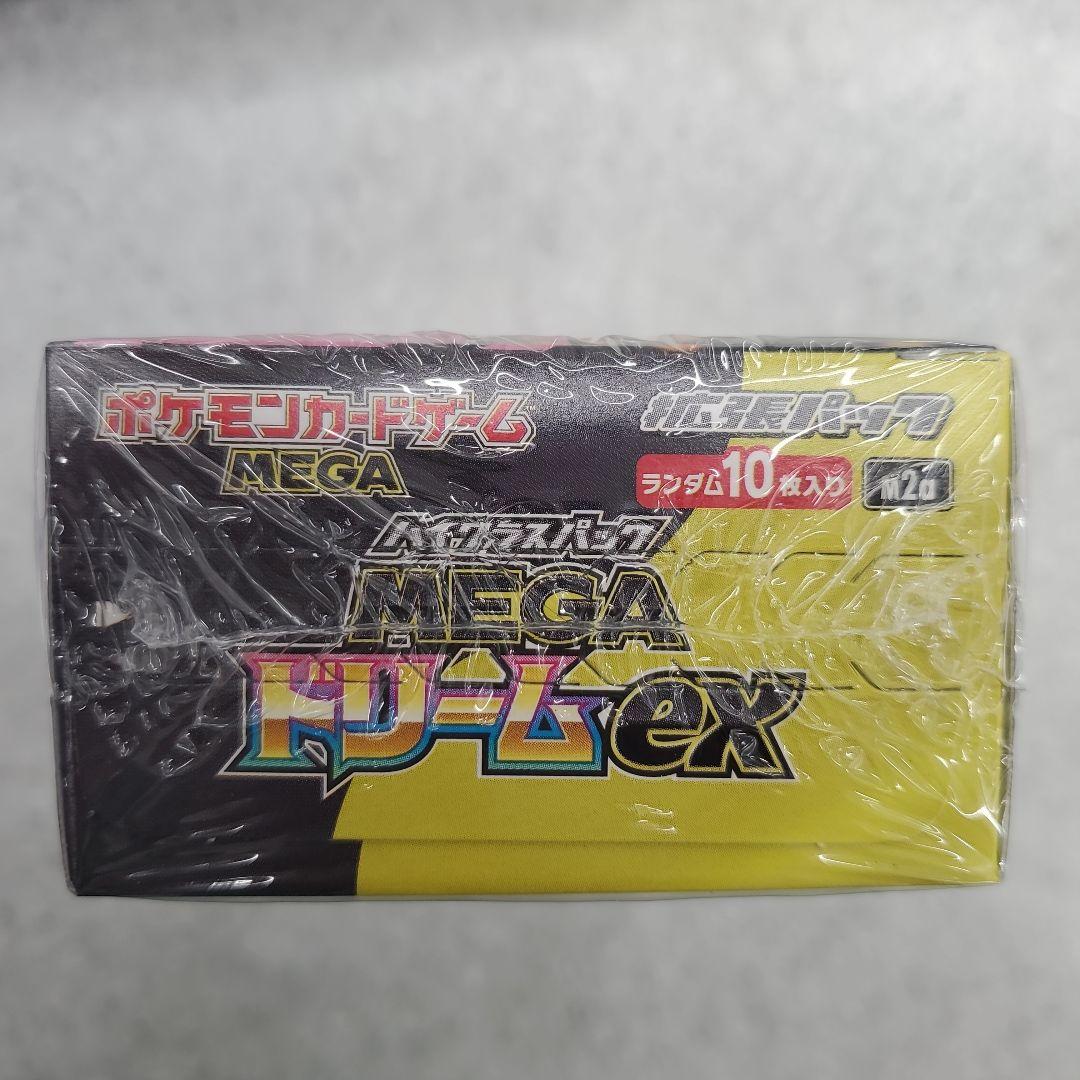 ポケモンカードゲーム
MEGA
拡張パック
ランダム10枚入り
m2a
ハイクラスパック
MEGA
ドリームex